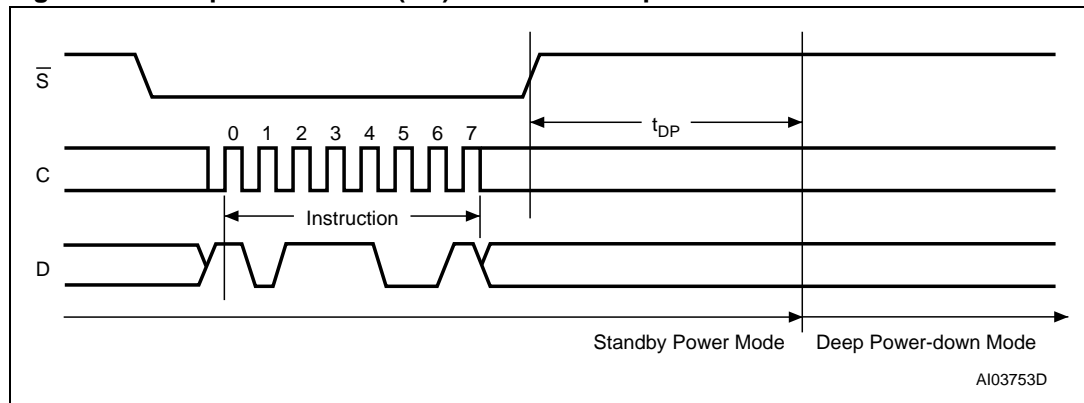 S
0 1 2 3 4 5 6 7
tDP
C
Instruction
D
Standby Power Mode Deep Power-down Mode
AI03753D